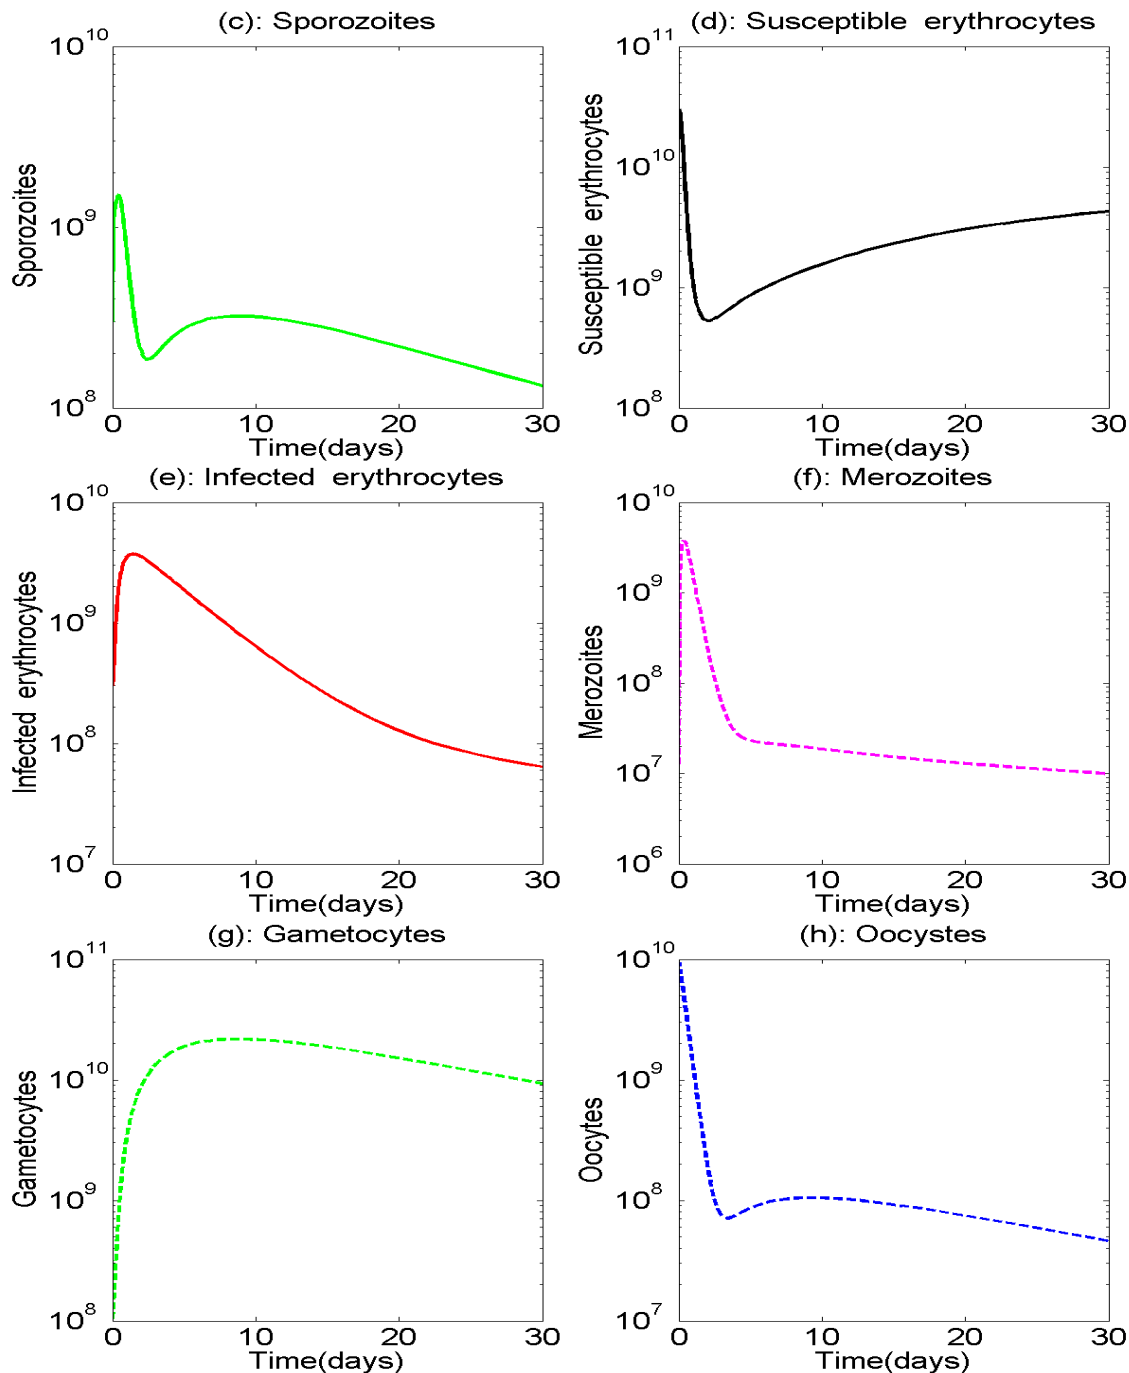 (c): Sporozoites
10^10
10^9
10^8
Sporozoites
0 10 20 30
Time(days)
(d): Susceptible erythrocytes
10^11
10^10
10^9
10^8
Susceptible erythrocytes
0 10 20 30
Time(days)
(e): Infected erythrocytes
10^10
10^9
10^8
10^7
Infected erythrocytes
0 10 20 30
Time(days)
(f): Merozoites
10^10
10^9
10^8
10^7
10^6
Merozoites
0 10 20 30
Time(days)
(g): Gametocytes
10^11
10^10
10^9
10^8
Gametocytes
0 10 20 30
Time(days)
(h): Oocystes
10^10
10^9
10^8
10^7
Oocytes
0 10 20 30
Time(days)